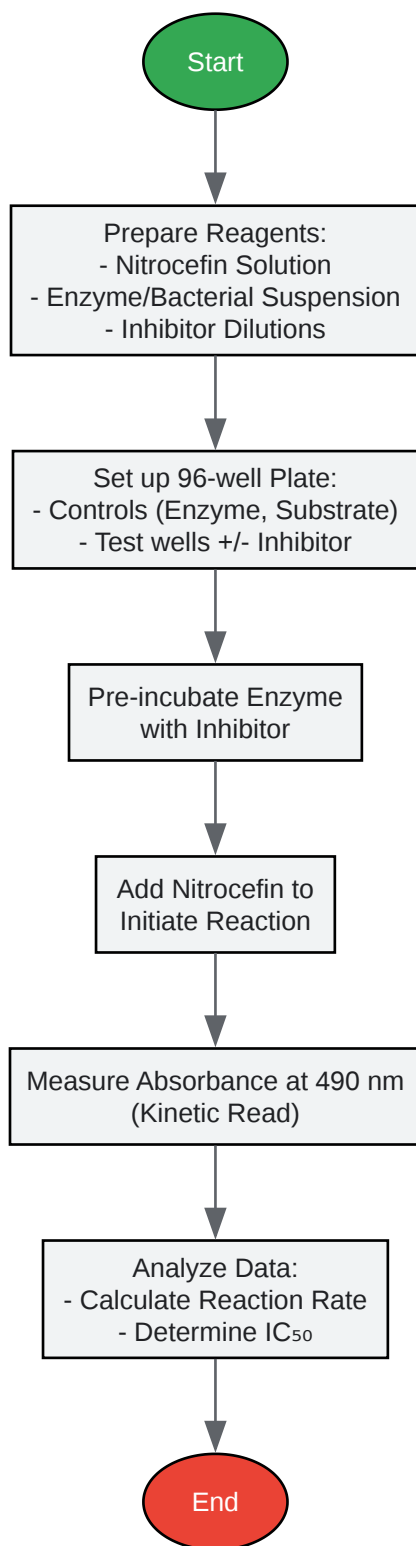 Start
Prepare Reagents:
- Nitrocefin Solution
- Enzyme/Bacterial Suspension
- Inhibitor Dilutions
Set up 96-well Plate:
- Controls (Enzyme, Substrate)
- Test wells +/- Inhibitor
Pre-incubate Enzyme
with Inhibitor
Add Nitrocefin to
Initiate Reaction
Measure Absorbance at 490 nm
(Kinetic Read)
Analyze Data:
- Calculate Reaction Rate
- Determine IC₅₀
End